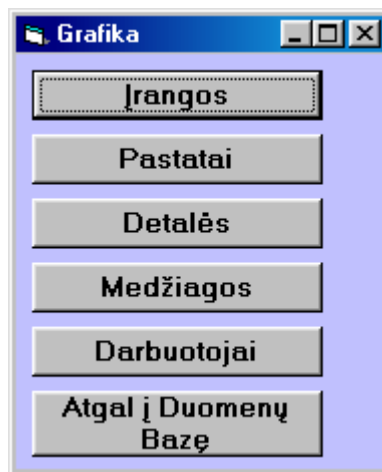 Grafika
Įrangos
Pastatai
Detalės
Medžiagos
Darbuotojai
Atgal į Duomenų
Bazę